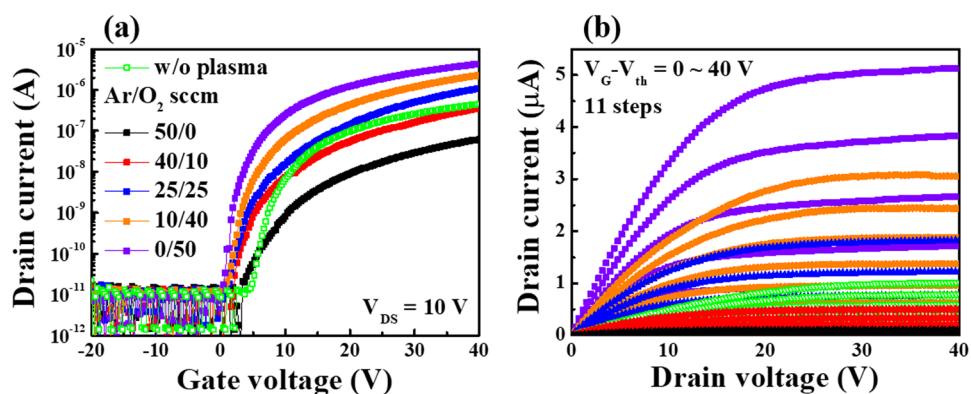 (a)
Drain current (A)
10⁻⁵
10⁻⁶
10⁻⁷
10⁻⁸
10⁻⁹
10⁻¹⁰
10⁻¹¹
10⁻¹²
w/o plasma
Ar/O₂ sccm
50/0
40/10
25/25
10/40
0/50
V_DS = 10 V
-20 -10 0 10 20 30 40
Gate voltage (V)
(b)
Drain current (μA)
5
4
3
2
1
0
V_G-V_th = 0 ~ 40 V
11 steps
0 10 20 30 40
Drain voltage (V)